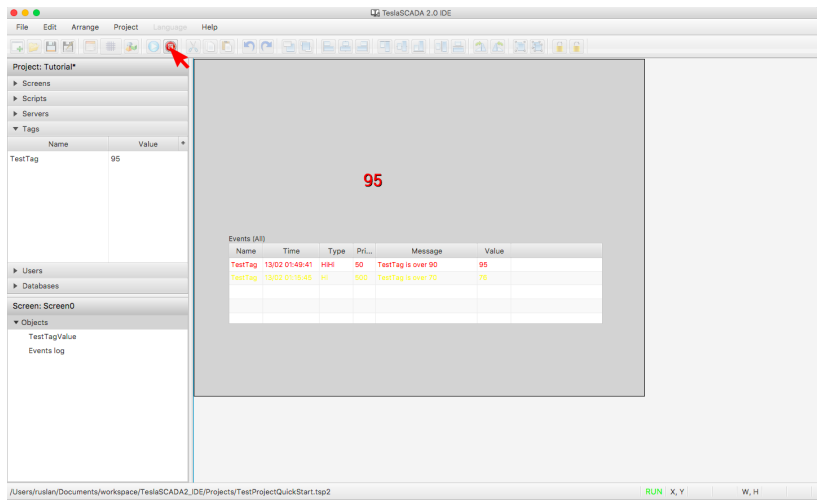 TeslaSCADA 2.0 IDE
File Edit Arrange Project Language Help
Project: Tutorial*
Screens
Scripts
Servers
Tags
Name Value +
TestTag 95
Users
Databases
Screen: Screen0
Objects
TestTagValue
Events log
95
Events (All)
Name Time Type Pri... Message Value
TestTag 13/02 01:49:41 HiHi 50 TestTag is over 90 95
TestTag Hi 500
/Users/ruslan/Documents/workspace/TeslaSCADA2_IDE/Projects/TestProjectQuickStart.tsp2
RUN X, Y W, H